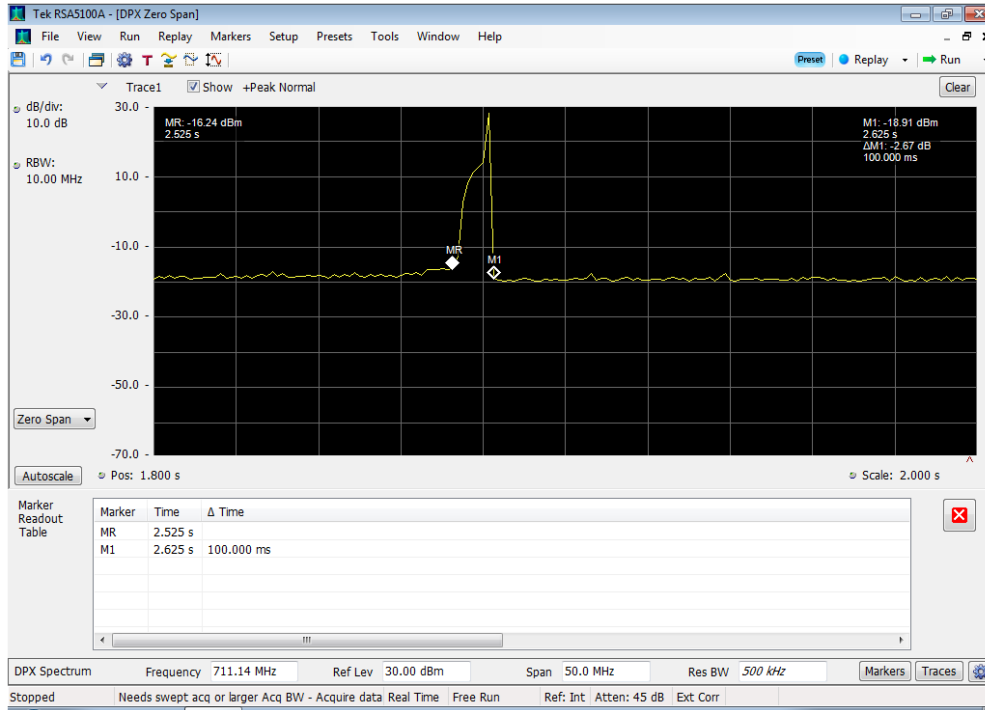 Tek RSA5100A - [DPX Zero Span]
File View Run Replay Markers Setup Presets Tools Window Help
T Preset Replay Run
Trace1 Show +Peak Normal Clear
dB/div:
10.0 dB
RBW:
10.00 MHz
30.0 -
10.0 -
-10.0 -
-30.0 -
-50.0 -
-70.0 -
MR: -16.24 dBm
2.525 s
M1: -18.91 dBm
2.625 s
ΔM1: -2.67 dB
100.000 ms
MR
M1
Zero Span
Autoscale Pos: 1.800 s Scale: 2.000 s
Marker
Readout
Table
Marker Time Δ Time
MR 2.525 s
M1 2.625 s 100.000 ms
DPX Spectrum Frequency 711.14 MHz Ref Lev 30.00 dBm Span 50.0 MHz Res BW 500 kHz Markers Traces
Stopped Needs swept acq or larger Acq BW - Acquire data Real Time Free Run Ref: Int Atten: 45 dB Ext Corr